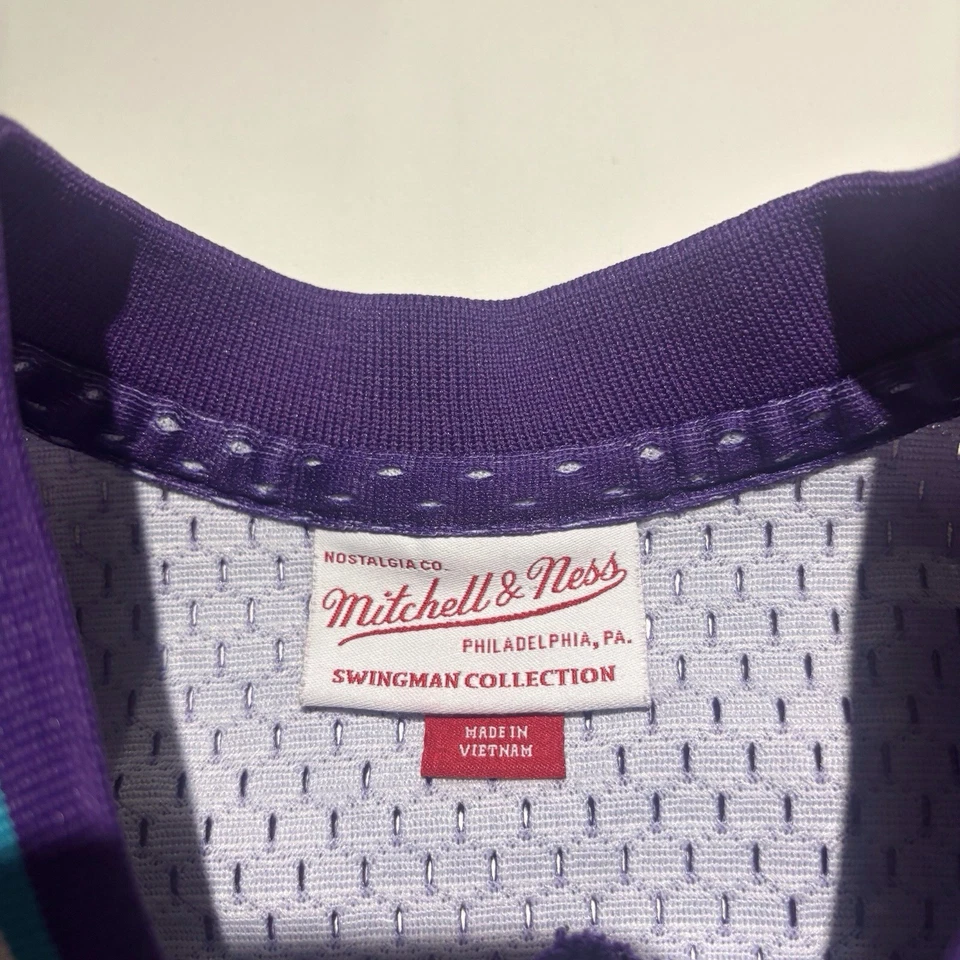 NOSTALGIA CO.
Mitchell & Ness
PHILADELPHIA, PA.
SWINGMAN COLLECTION
MADE IN
VIETNAM